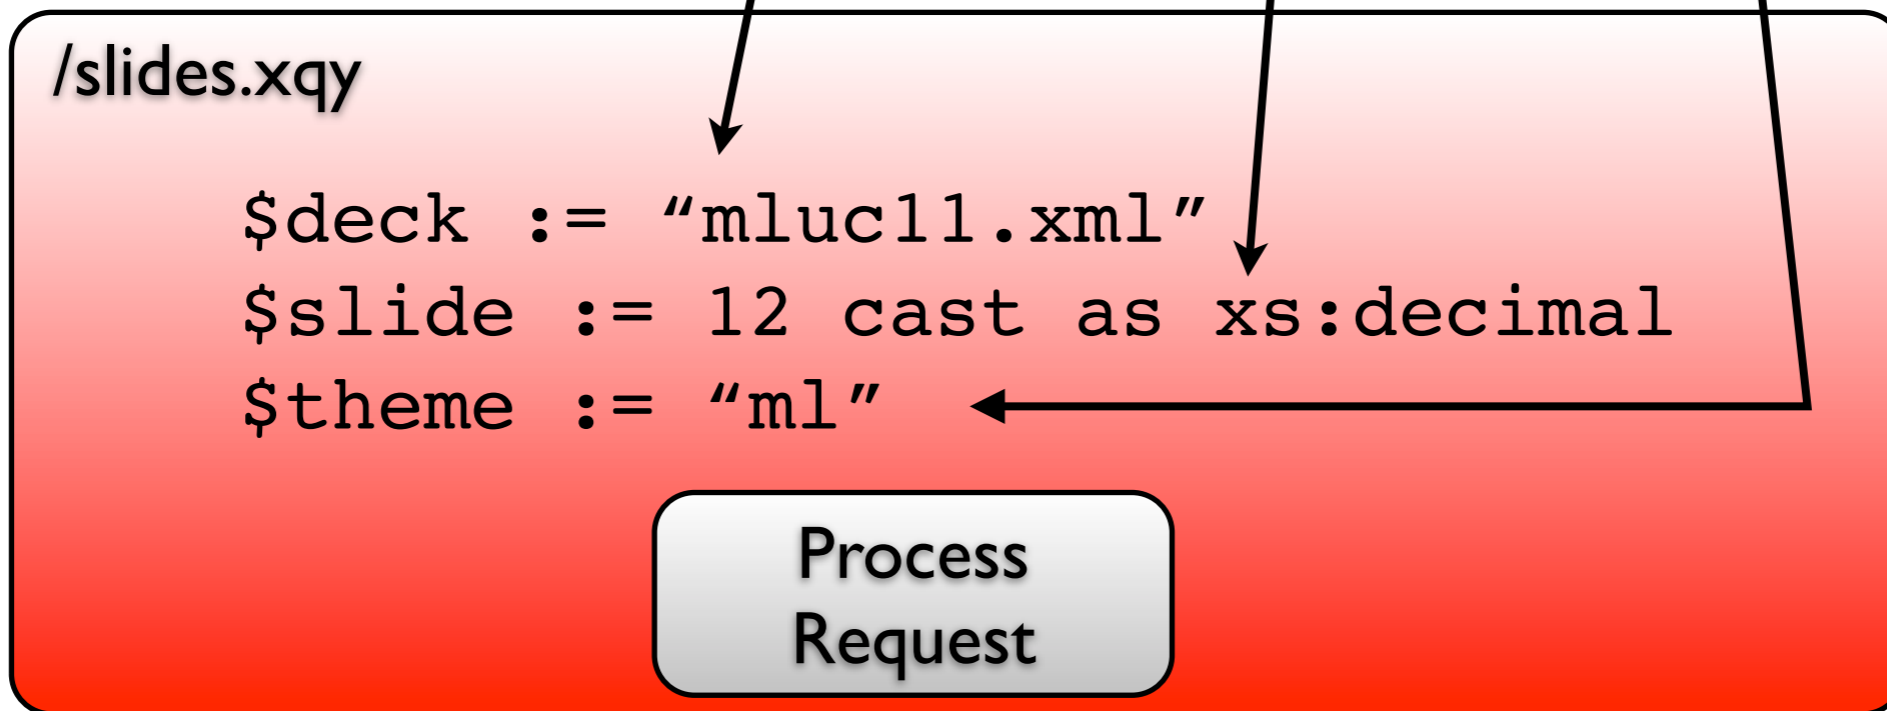 /slides.xqy
$deck := “mluc11.xml”
$slide := 12 cast as xs:decimal
$theme := “ml”
Process
Request